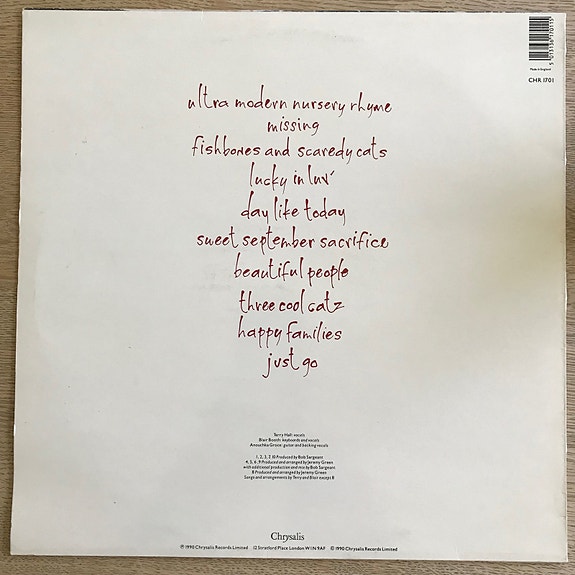 5 013136 170115
Made in England
CHR 1701
ultra modern nursery rhyme
missing
fishbones and scaredy cats
lucky in luv'
day like today
sweet september sacrifice
beautiful people
three cool catz
happy families
just go
Terry Hall: vocals
Blair Booth: keyboards and vocals
Anouchka Groce: guitar and backing vocals
1, 2, 3, 7, 10 Produced by Bob Sargeant
4, 5, 6, 9 Produced and arranged by Jeremy Green
with additional production and mix by Bob Sargeant
8 Produced and arranged by Jeremy Green
Songs and arrangements by Terry and Blair except 8
Chrysalis
℗ 1990 Chrysalis Records Limited 12 Stratford Place London W1N 9AF © 1990 Chrysalis Records Limited